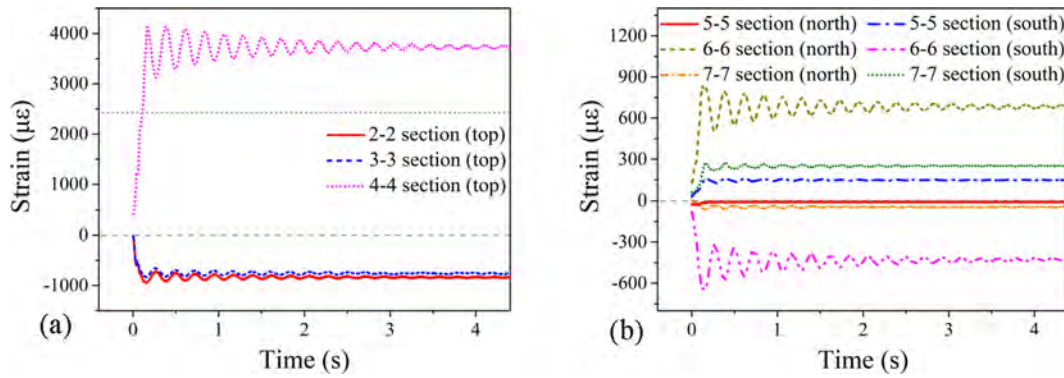 4000
3000
2000
1000
0
-1000
Strain (με)
2-2 section (top)
3-3 section (top)
4-4 section (top)
0 1 2 3 4
Time (s)
(a)
1200
900
600
300
0
-300
-600
Strain (με)
5-5 section (north) 5-5 section (south)
6-6 section (north) 6-6 section (south)
7-7 section (north) 7-7 section (south)
0 1 2 3 4
Time (s)
(b)